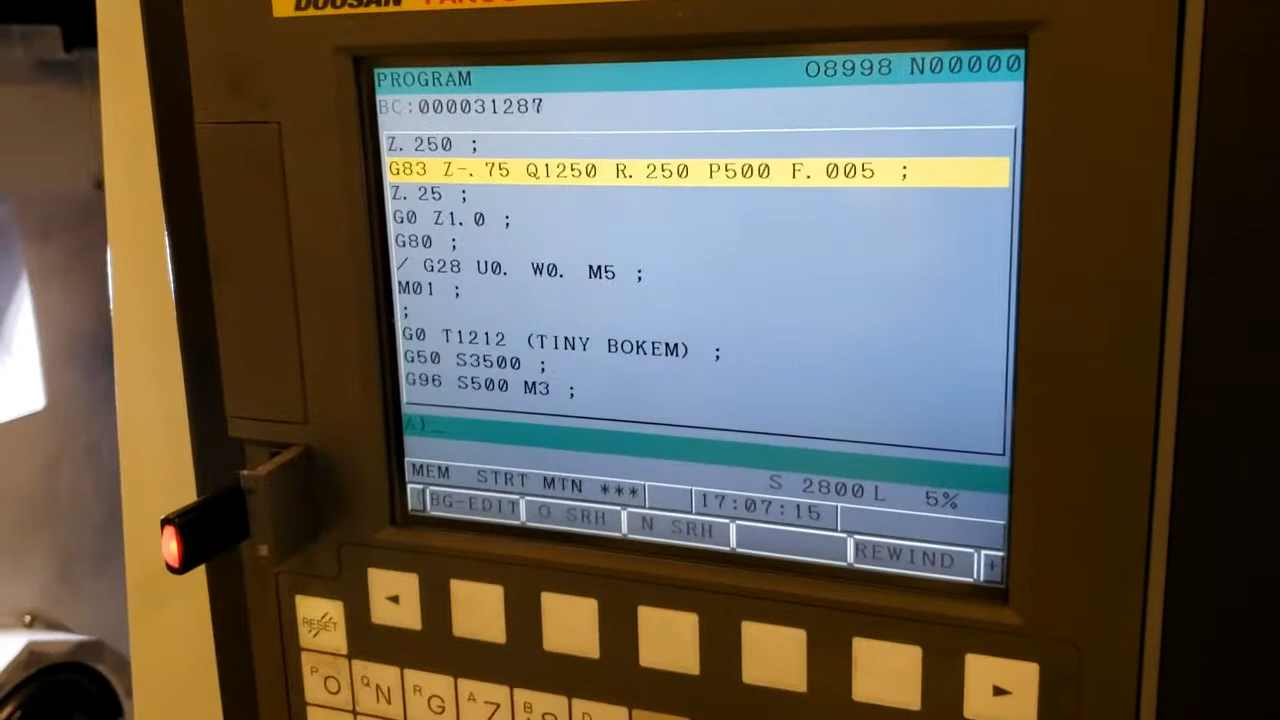 DOOSAN FANUC
PROGRAM O8998 N00000
BC:000031287
Z.250 ;
G83 Z-.75 Q1250 R.250 P500 F.005 ;
Z.25 ;
G0 Z1.0 ;
G80 ;
/ G28 U0. W0. M5 ;
M01 ;
;
G0 T1212 (TINY BOKEM) ;
G50 S3500 ;
G96 S500 M3 ;
A)_
S 2800L 5%
MEM STRT MTN *** 17:07:15
(BG-EDIT O SRH N SRH REWIND +
RESET
P O Q N R G A Z